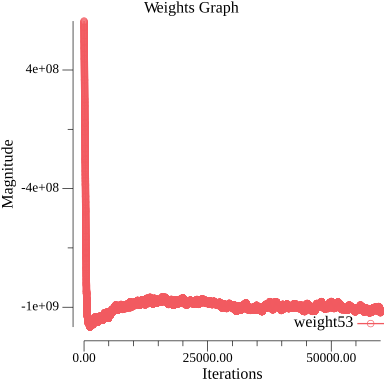 Weights Graph
4e+08
-4e+08
-1e+09
Magnitude
weight53
0.00 25000.00 50000.00
Iterations